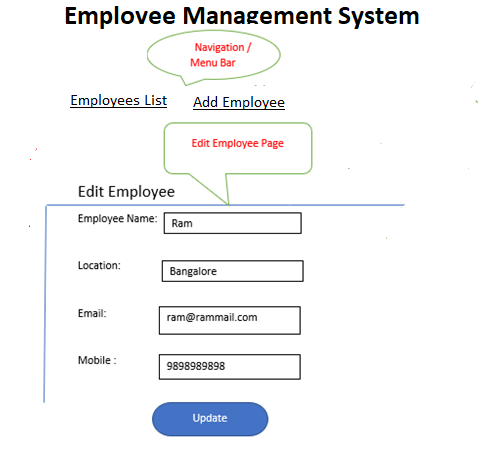 Employee Management System
Navigation /
Menu Bar
Employees List Add Employee
Edit Employee Page
Edit Employee
Employee Name: Ram
Location: Bangalore
Email: ram@rammail.com
Mobile : 9898989898
Update